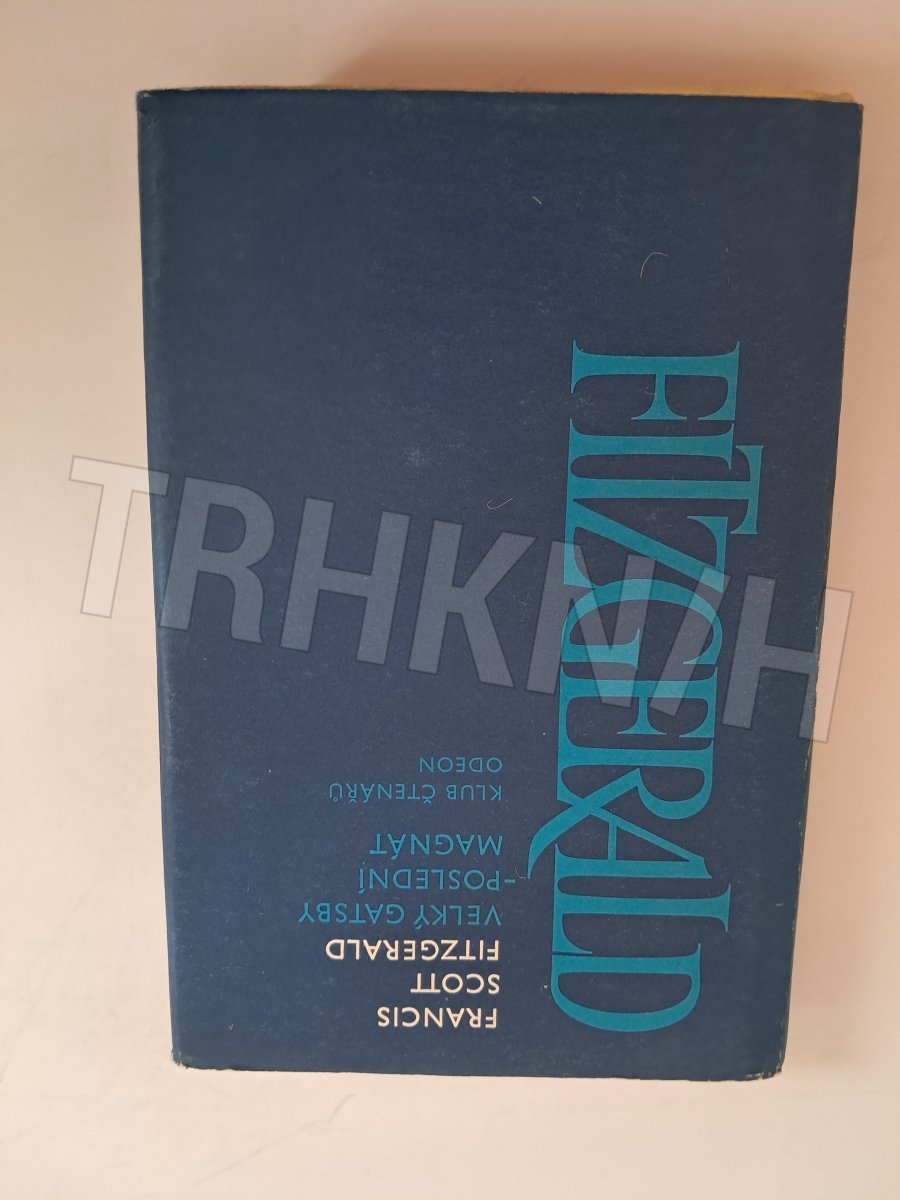 FRANCIS
SCOTT
FITZGERALD
VELKÝ GATSBY
-POSLEDNÍ
MAGNÁT
KLUB ČTENÁŘŮ
ODEON
FITZGERALD
TRHKNIH